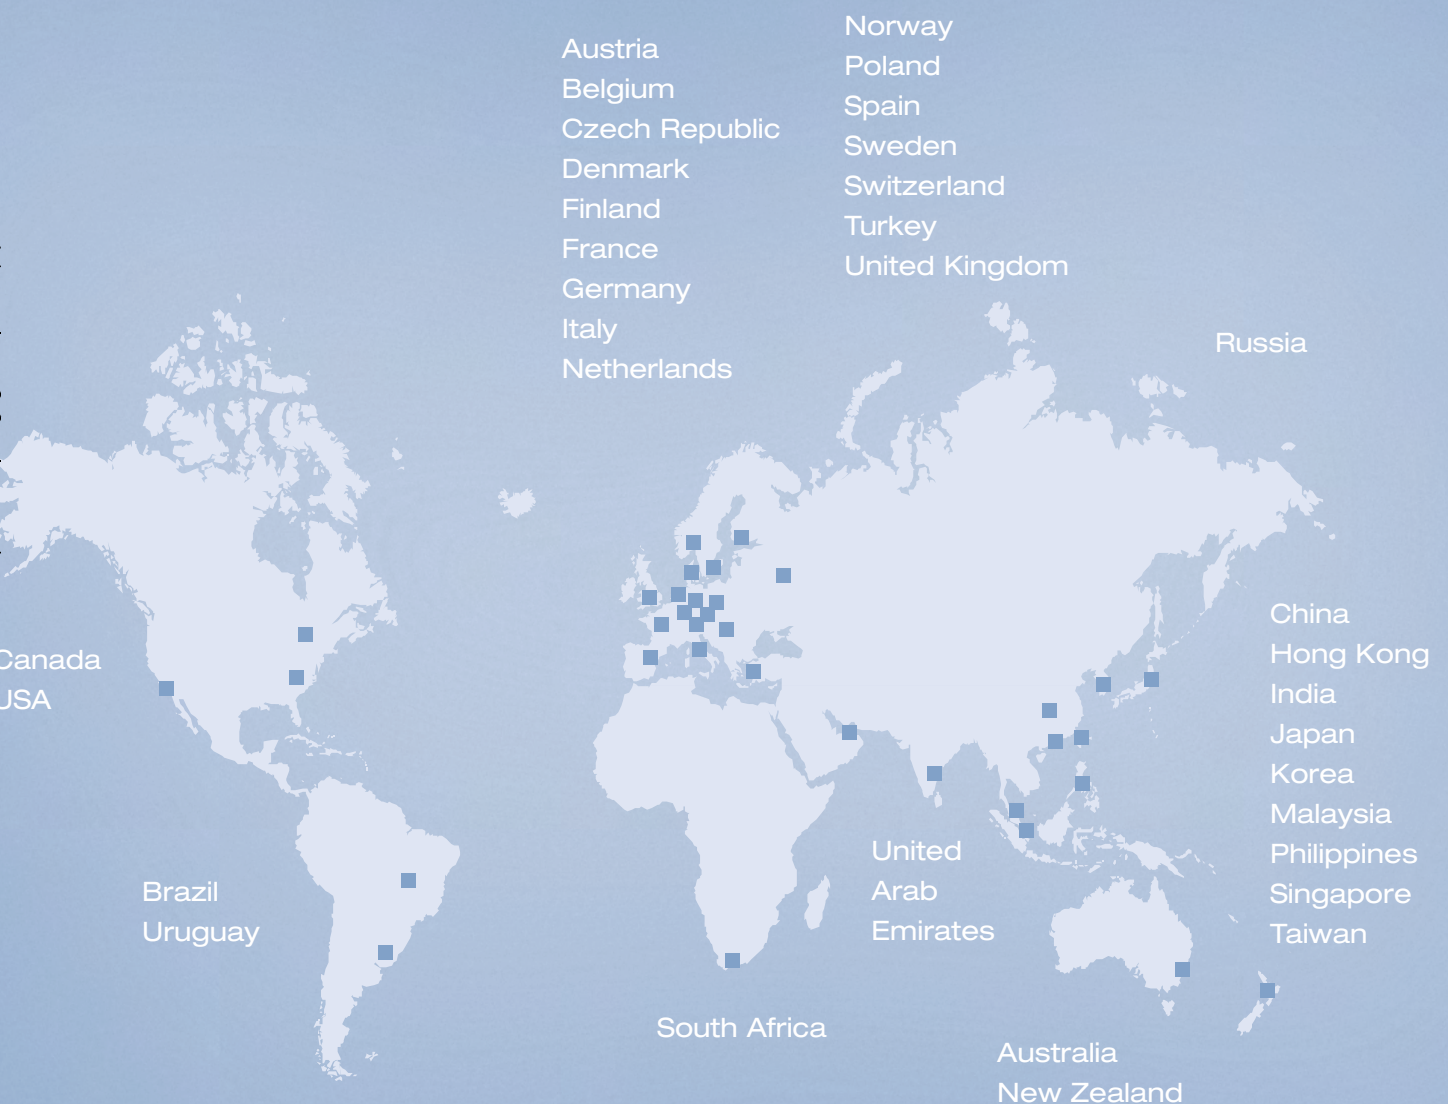 Norway
Poland
Spain
Sweden
Switzerland
Turkey
United Kingdom
Austria
Belgium
Czech Republic
Denmark
Finland
France
Germany
Italy
Netherlands
Russia
Canada
USA
China
Hong Kong
India
Japan
Korea
Malaysia
Philippines
Singapore
Taiwan
Brazil
Uruguay
United
Arab
Emirates
South Africa
Australia
New Zealand